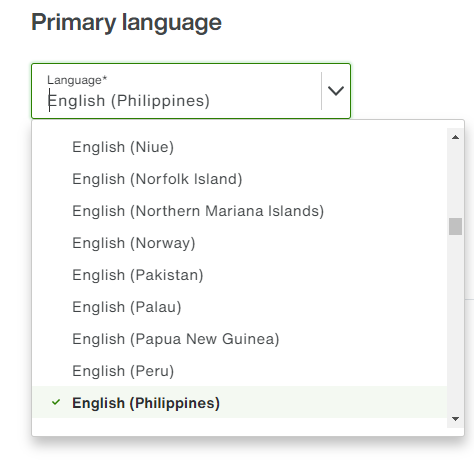 Primary language
Language*
English (Philippines)
English (Niue)
English (Norfolk Island)
English (Northern Mariana Islands)
English (Norway)
English (Pakistan)
English (Palau)
English (Papua New Guinea)
English (Peru)
English (Philippines)